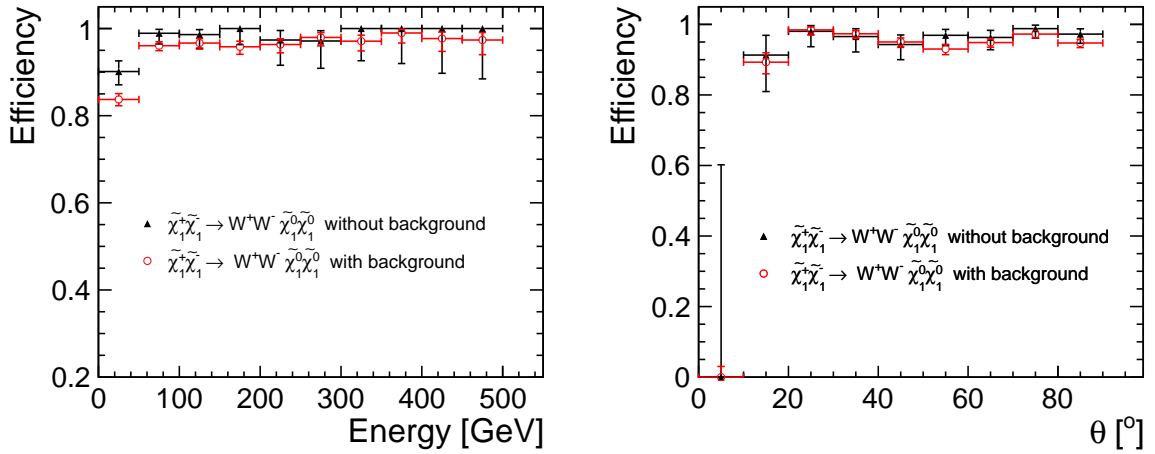 Efficiency
1
0.8
0.6
0.4
0.2
χ̃₁⁺χ̃₁⁻ → W⁺W⁻ χ̃₁⁰χ̃₁⁰ without background
χ̃₁⁺χ̃₁⁻ → W⁺W⁻ χ̃₁⁰χ̃₁⁰ with background
0 100 200 300 400 500
Energy [GeV]
Efficiency
1
0.8
0.6
0.4
0.2
0
χ̃₁⁺χ̃₁⁻ → W⁺W⁻ χ̃₁⁰χ̃₁⁰ without background
χ̃₁⁺χ̃₁⁻ → W⁺W⁻ χ̃₁⁰χ̃₁⁰ with background
0 20 40 60 80
θ [°]